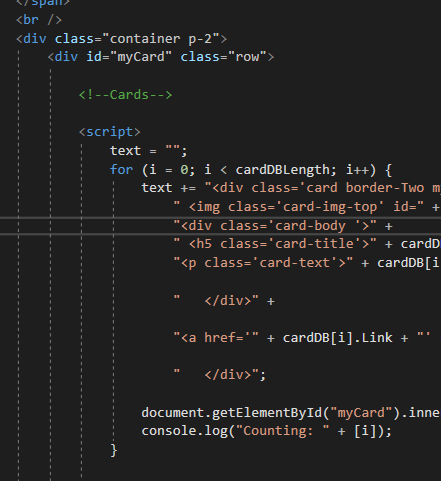 </span>
<br />
<div class="container p-2">
<div id="myCard" class="row">
<!--Cards-->
<script>
text = "";
for (i = 0; i < cardDBLength; i++) {
text += "<div class='card border-Two m
" <img class='card-img-top' id=" +
"<div class='card-body '>" +
" <h5 class='card-title'>" + cardD
"<p class='card-text'>" + cardDB[i
"   </div>" +
"<a href='" + cardDB[i].Link + "'
"   </div>";
document.getElementById("myCard").inne
console.log("Counting: " + [i]);
}